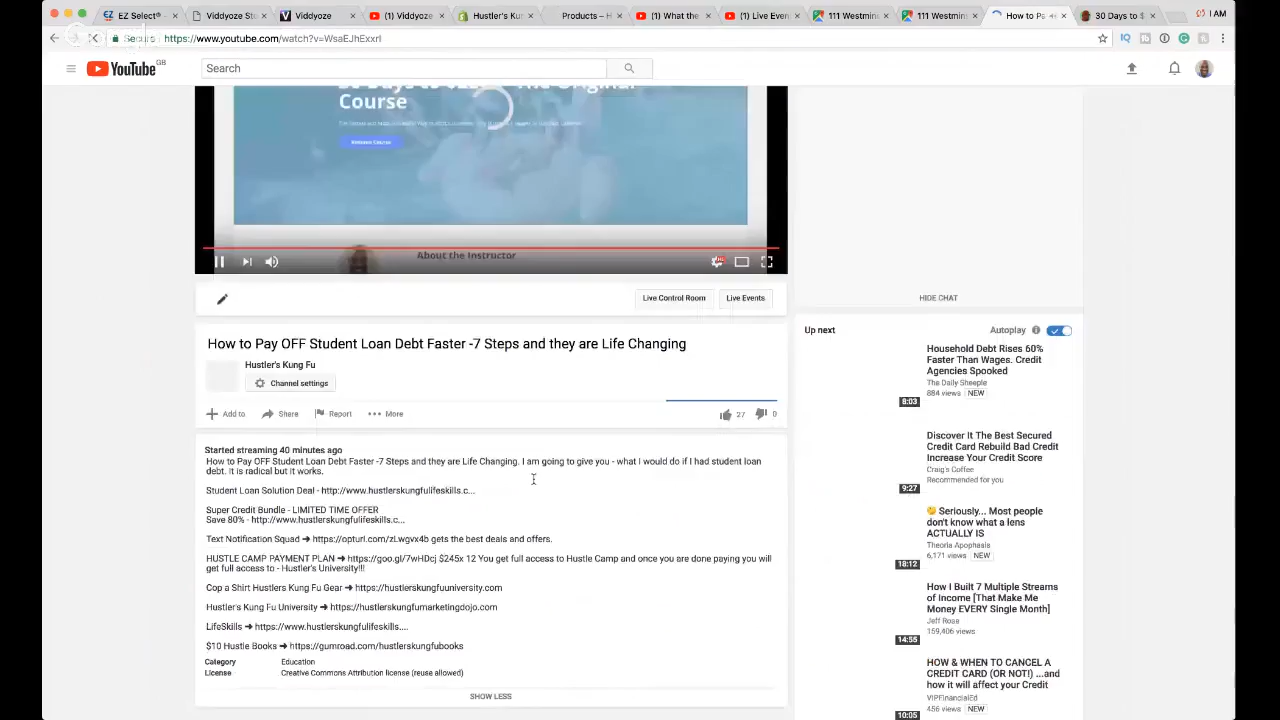 EZ Select
Viddyoze
Viddyoze
(1) Viddyoze
Hustler's Ku
Products – H
(1) What the
(1) Live Even
111 Westmin
111 Westmin
How to Pay
30 Days to $
I AM
Secure https://www.youtube.com/watch?v=WsaEJhExxrI
YouTube GB
Search
Course
Welcome Course
About the Instructor
HIDE CHAT
Live Control Room
Live Events
How to Pay OFF Student Loan Debt Faster -7 Steps and they are Life Changing
Hustler's Kung Fu
Channel settings
Add to Share Report More
27 0
Started streaming 40 minutes ago
How to Pay OFF Student Loan Debt Faster -7 Steps and they are Life Changing. I am going to give you - what I would do if I had student loan
debt. It is radical but it works.
Student Loan Solution Deal - http://www.hustlerskungfulifeskills.c...
Super Credit Bundle - LIMITED TIME OFFER
Save 80% - http://www.hustlerskungfulifeskills.c...
Text Notification Squad ➜ https://opturl.com/zLwgvx4b gets the best deals and offers.
HUSTLE CAMP PAYMENT PLAN ➜ https://goo.gl/7wHDcj $245x 12 You get full access to Hustle Camp and once you are done paying you will
get full access to - Hustler's University!!!
Cop a Shirt Hustlers Kung Fu Gear ➜ https://hustlerskungfuuniversity.com
Hustler's Kung Fu University ➜ https://hustlerskungfumarketingdojo.com
LifeSkills ➜ https://www.hustlerskungfulifeskills....
$10 Hustle Books ➜ https://gumroad.com/hustlerskungfubooks
Category Education
License Creative Commons Attribution license (reuse allowed)
SHOW LESS
Up next
Autoplay
Household Debt Rises 60%
Faster Than Wages. Credit
Agencies Spooked
The Daily Sheeple
884 views NEW
8:03
Discover It The Best Secured
Credit Card Rebuild Bad Credit
Increase Your Credit Score
Craig's Coffee
Recommended for you
9:27
Seriously... Most people
don't know what a lens
ACTUALLY IS
Theoria Apophasis
6,171 views NEW
18:12
How I Built 7 Multiple Streams
of Income [That Make Me
Money EVERY Single Month]
Jeff Rose
159,406 views
14:55
HOW & WHEN TO CANCEL A
CREDIT CARD (OR NOT!) ...and
how it will affect your Credit
VIPFinancialEd
456 views NEW
10:05